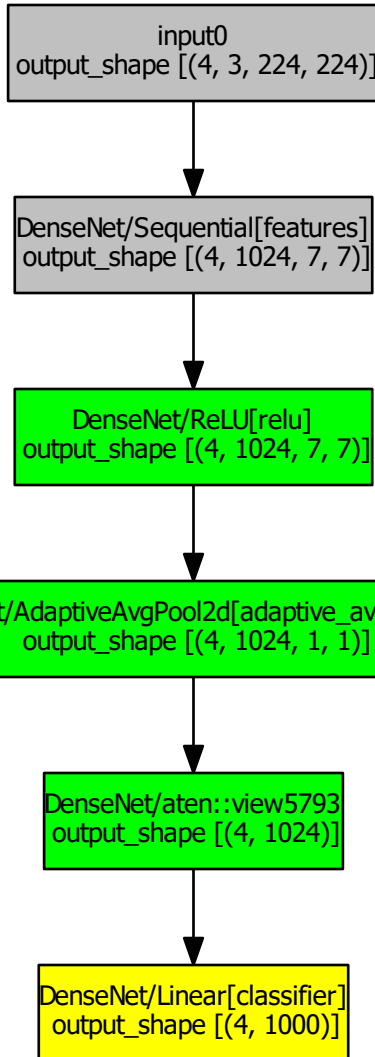 input0
output_shape [(4, 3, 224, 224)]
DenseNet/Sequential[features]
output_shape [(4, 1024, 7, 7)]
DenseNet/ReLU[relu]
output_shape [(4, 1024, 7, 7)]
t/AdaptiveAvgPool2d[adaptive_av
output_shape [(4, 1024, 1, 1)]
DenseNet/aten::view5793
output_shape [(4, 1024)]
DenseNet/Linear[classifier]
output_shape [(4, 1000)]